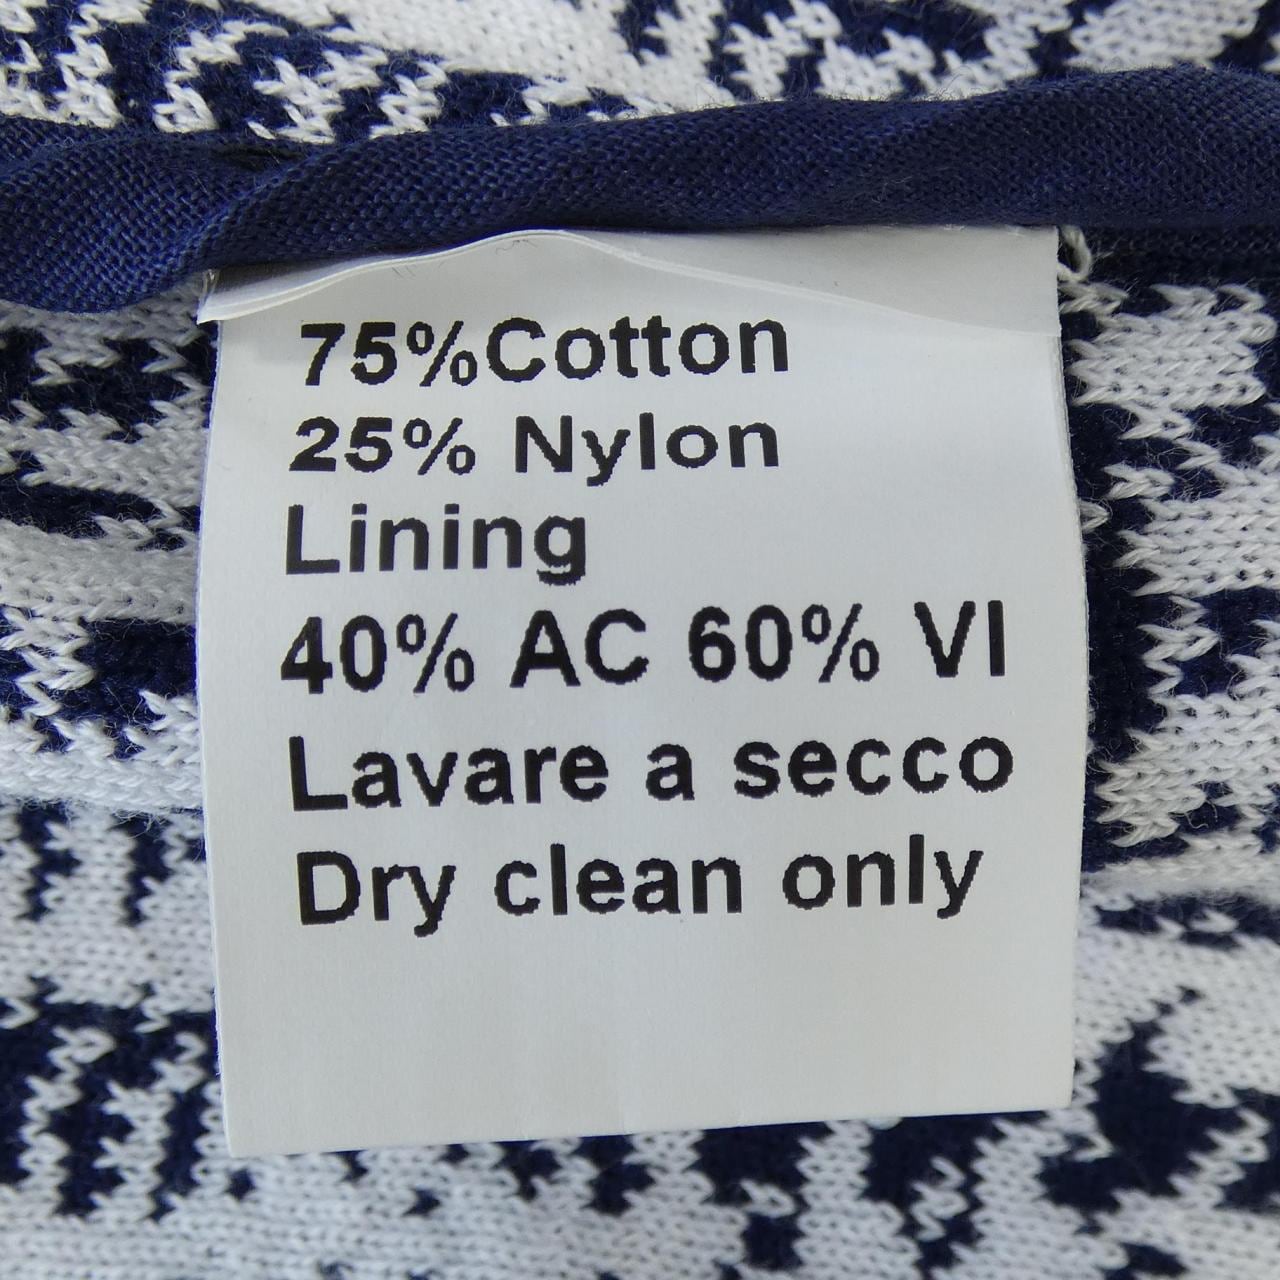 75%Cotton
25% Nylon
Lining
40% AC 60% VI
Lavare a secco
Dry clean only